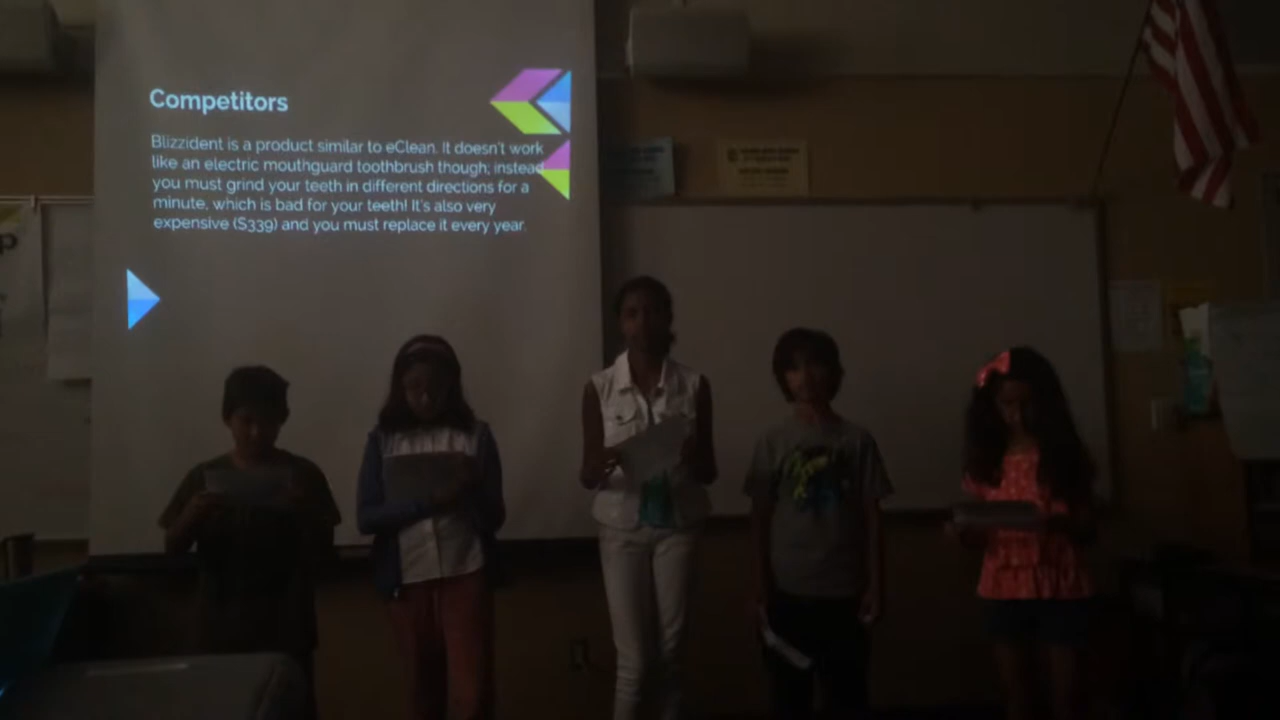 Competitors
Blizzident is a product similar to eClean. It doesn't work
like an electric mouthguard toothbrush though; instead
you must grind your teeth in different directions for a
minute, which is bad for your teeth! It's also very
expensive ($339) and you must replace it every year.
p